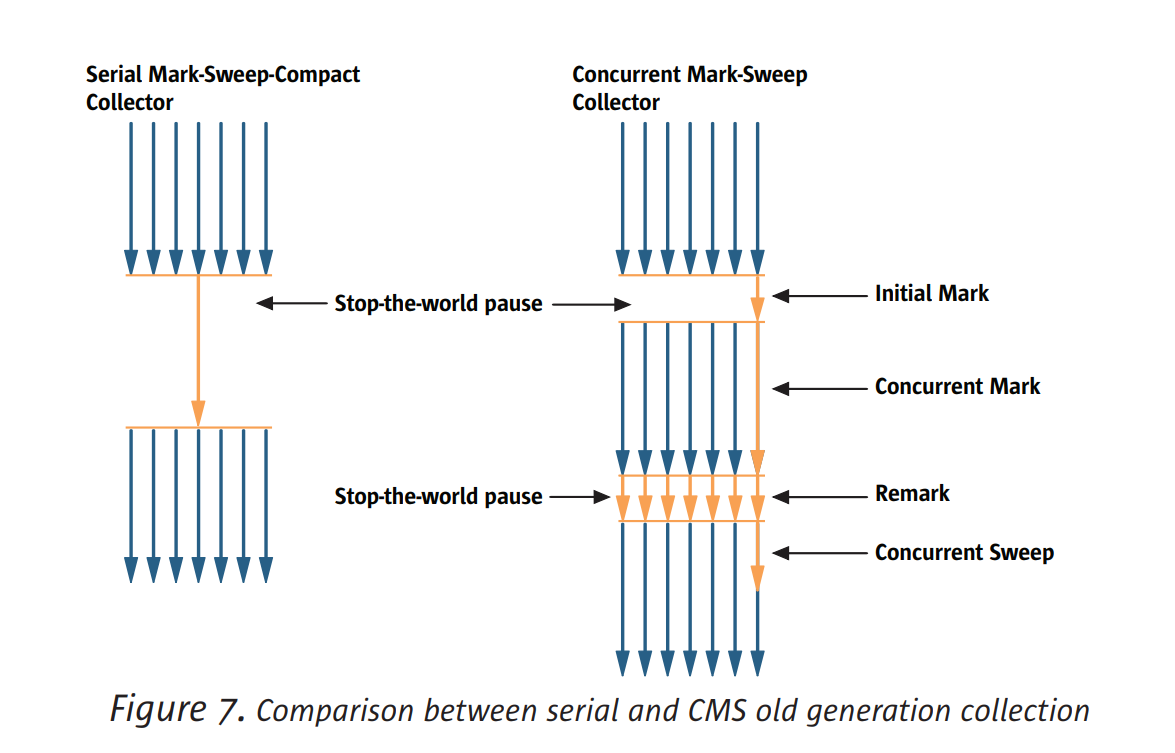 Serial Mark-Sweep-Compact
Collector
Concurrent Mark-Sweep
Collector
Stop-the-world pause
Initial Mark
Concurrent Mark
Stop-the-world pause
Remark
Concurrent Sweep
Figure 7. Comparison between serial and CMS old generation collection